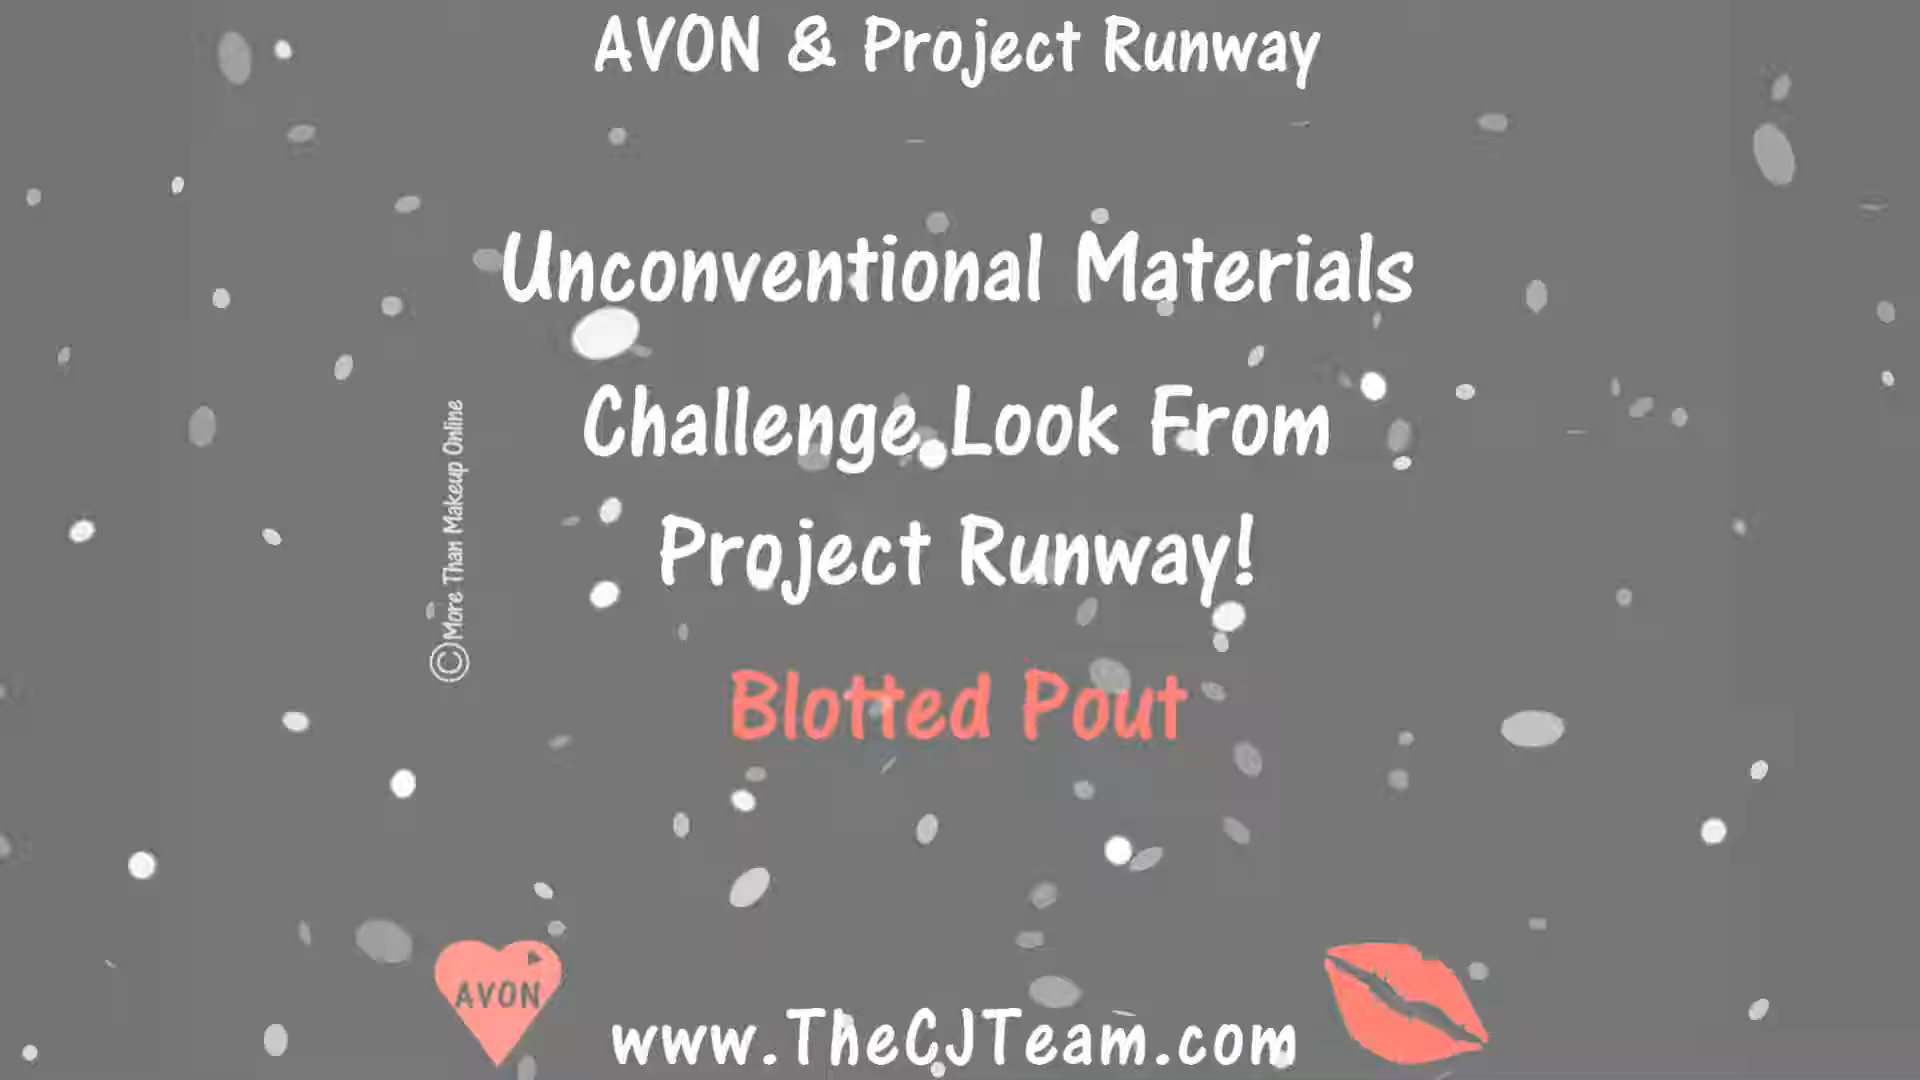 AVON & Project Runway
Unconventional Materials
Challenge Look From
Project Runway!
©More Than Makeup Online
Blotted Pout
AVON
www.TheCJTeam.com